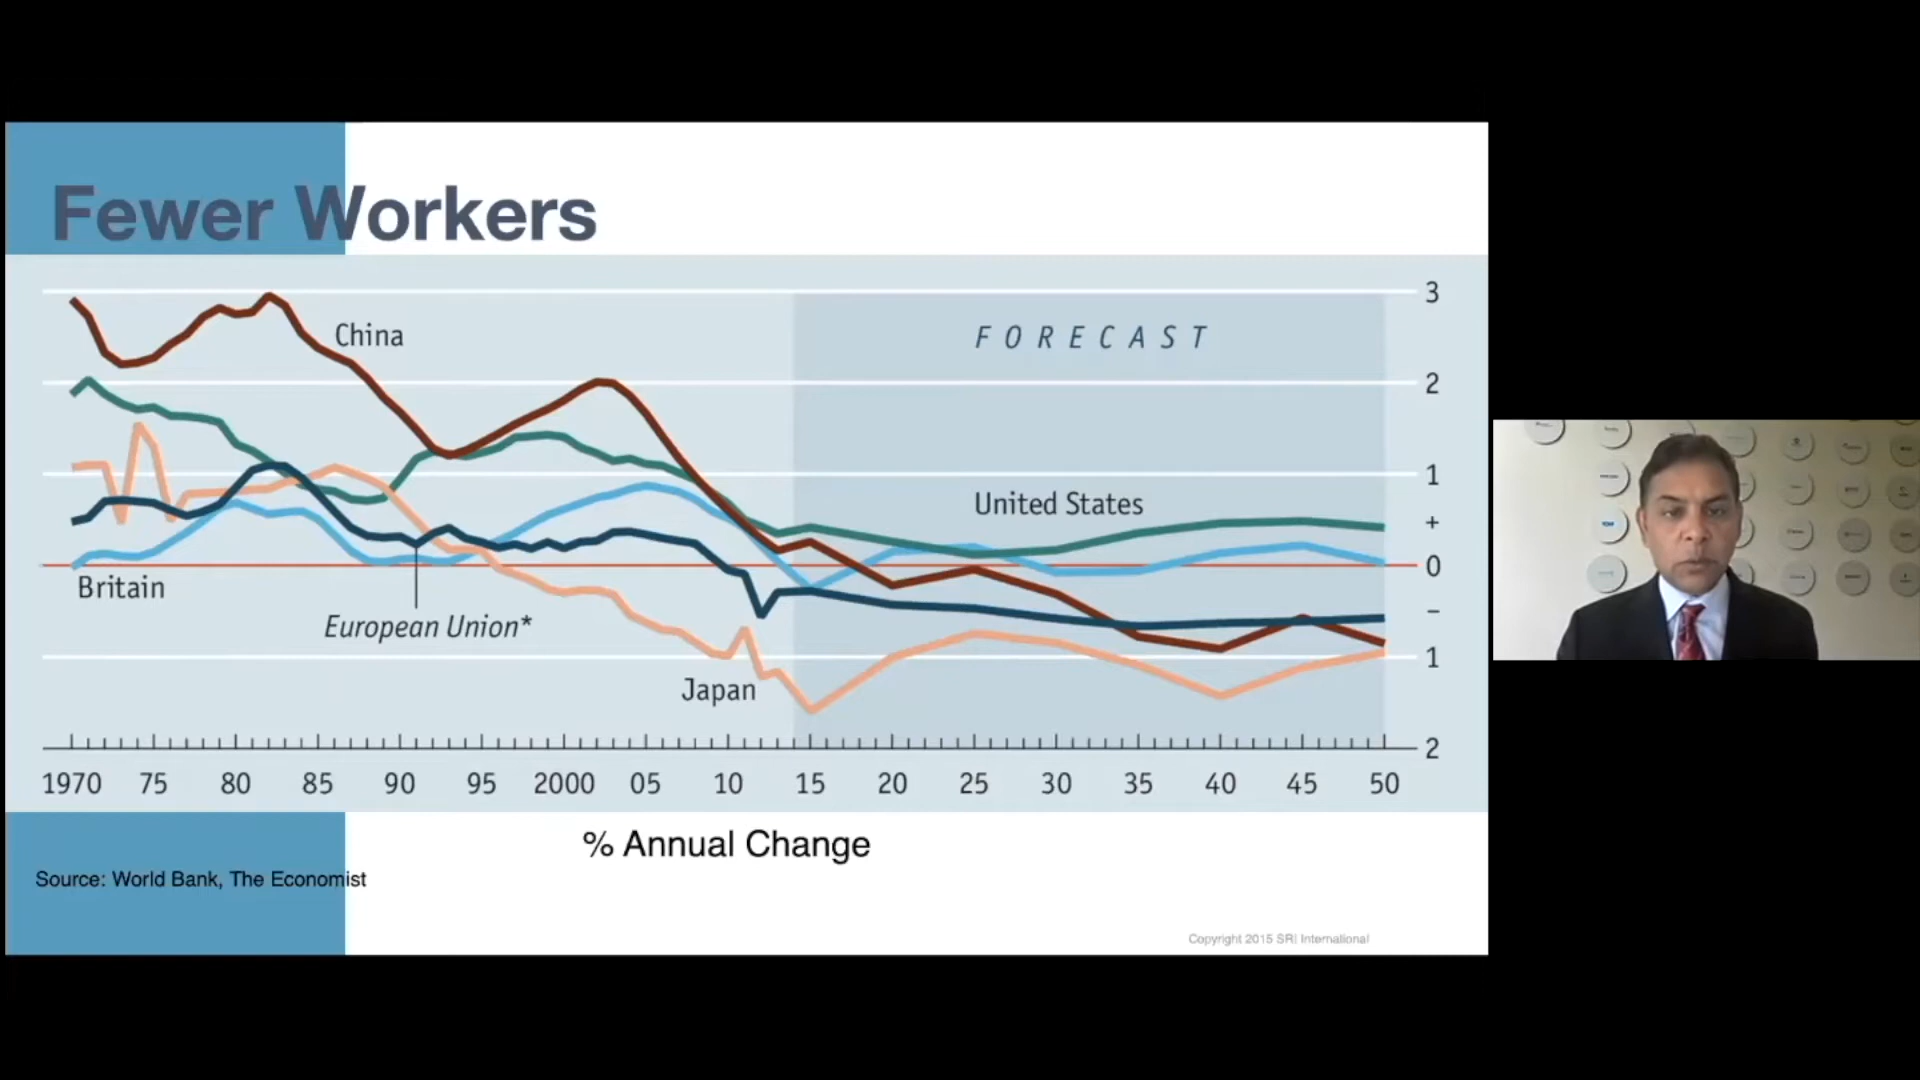 Fewer Workers
3
China
FORECAST
2
1
United States
+
0
Britain
–
European Union*
1
Japan
2
1970 75 80 85 90 95 2000 05 10 15 20 25 30 35 40 45 50
% Annual Change
Source: World Bank, The Economist
Copyright 2015 SRI International